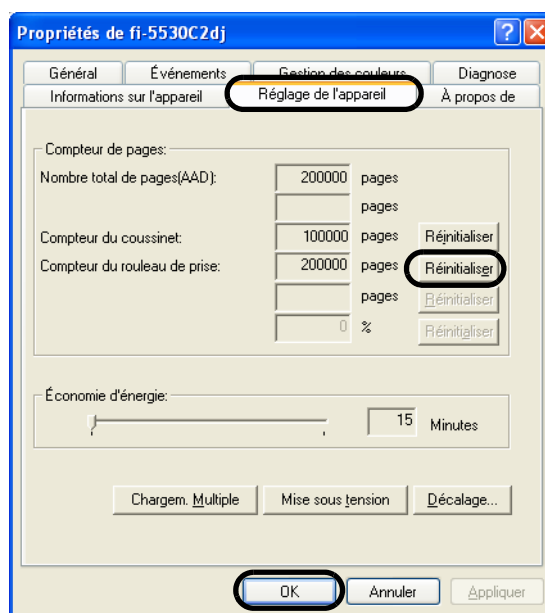 Propriétés de fi-5530C2dj
Général Événements Gestion des couleurs Diagnose
Informations sur l'appareil Réglage de l'appareil À propos de
Compteur de pages:
Nombre total de pages(AAD): 200000 pages
pages
Compteur du coussinet: 100000 pages Réinitialiser
Compteur du rouleau de prise: 200000 pages Réinitialiser
pages Réinitialiser
0 % Réinitialiser
Économie d'énergie:
15 Minutes
Chargem. Multiple Mise sous tension Décalage...
OK Annuler Appliquer